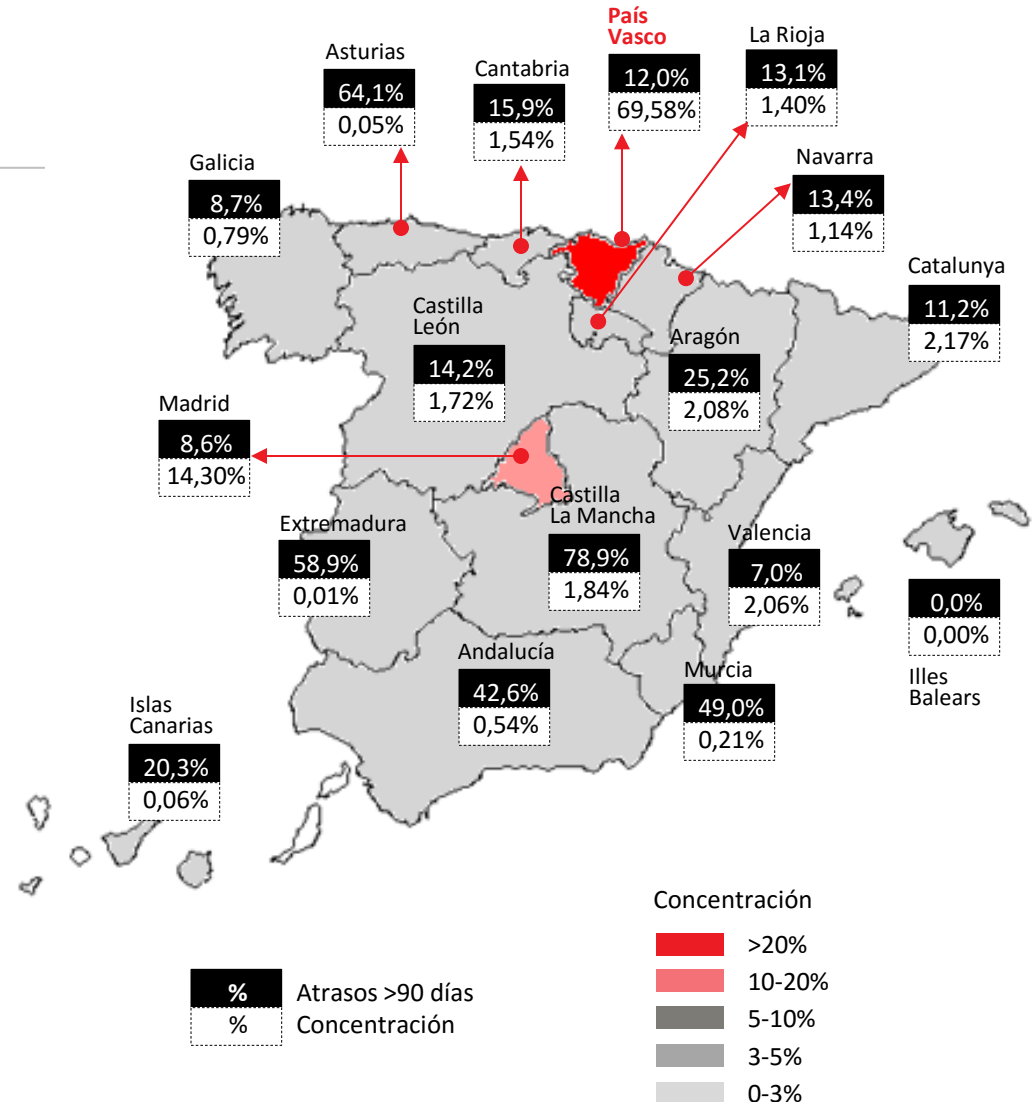 País
Vasco
12,0%
69,58%
La Rioja
13,1%
1,40%
Asturias
64,1%
0,05%
Cantabria
15,9%
1,54%
Navarra
13,4%
1,14%
Galicia
8,7%
0,79%
Catalunya
11,2%
2,17%
Castilla
León
14,2%
1,72%
Aragón
25,2%
2,08%
Madrid
8,6%
14,30%
Castilla
La Mancha
78,9%
1,84%
Extremadura
58,9%
0,01%
Valencia
7,0%
2,06%
0,0%
0,00%
Illes
Balears
Andalucía
42,6%
0,54%
Murcia
49,0%
0,21%
Islas
Canarias
20,3%
0,06%
Concentración
>20%
10-20%
5-10%
3-5%
0-3%
% Atrasos >90 días
% Concentración